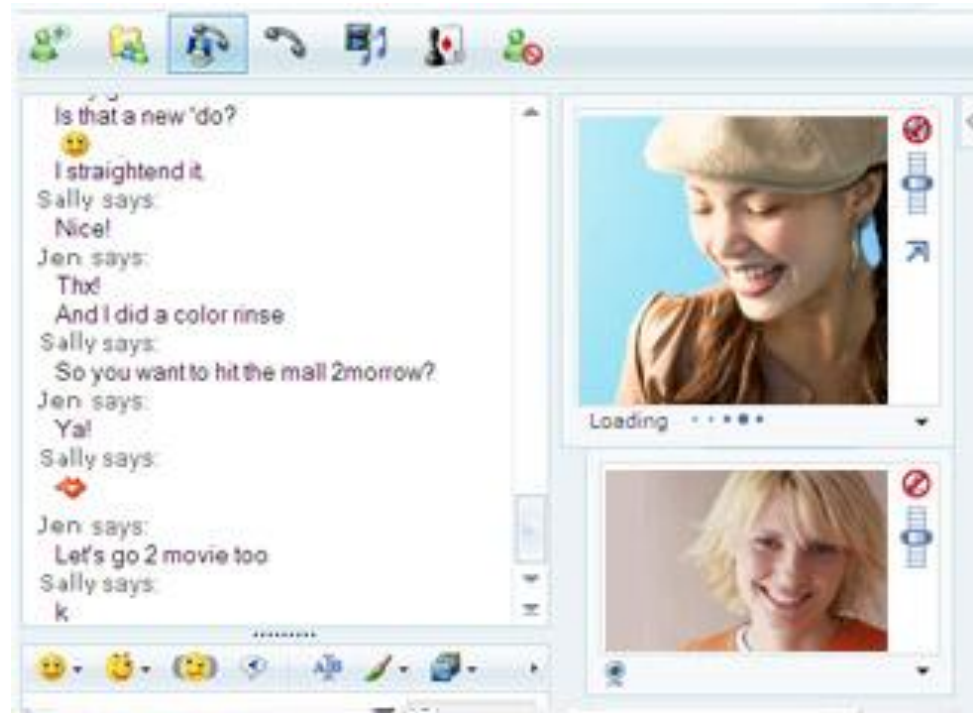 Is that a new 'do?
I straightend it
Sally says:
Nice!
Jen says:
Thx!
And I did a color rinse
Sally says:
So you want to hit the mall 2morrow?
Jen says:
Ya!
Sally says:
Jen says:
Let's go 2 movie too
Sally says:
k
Loading